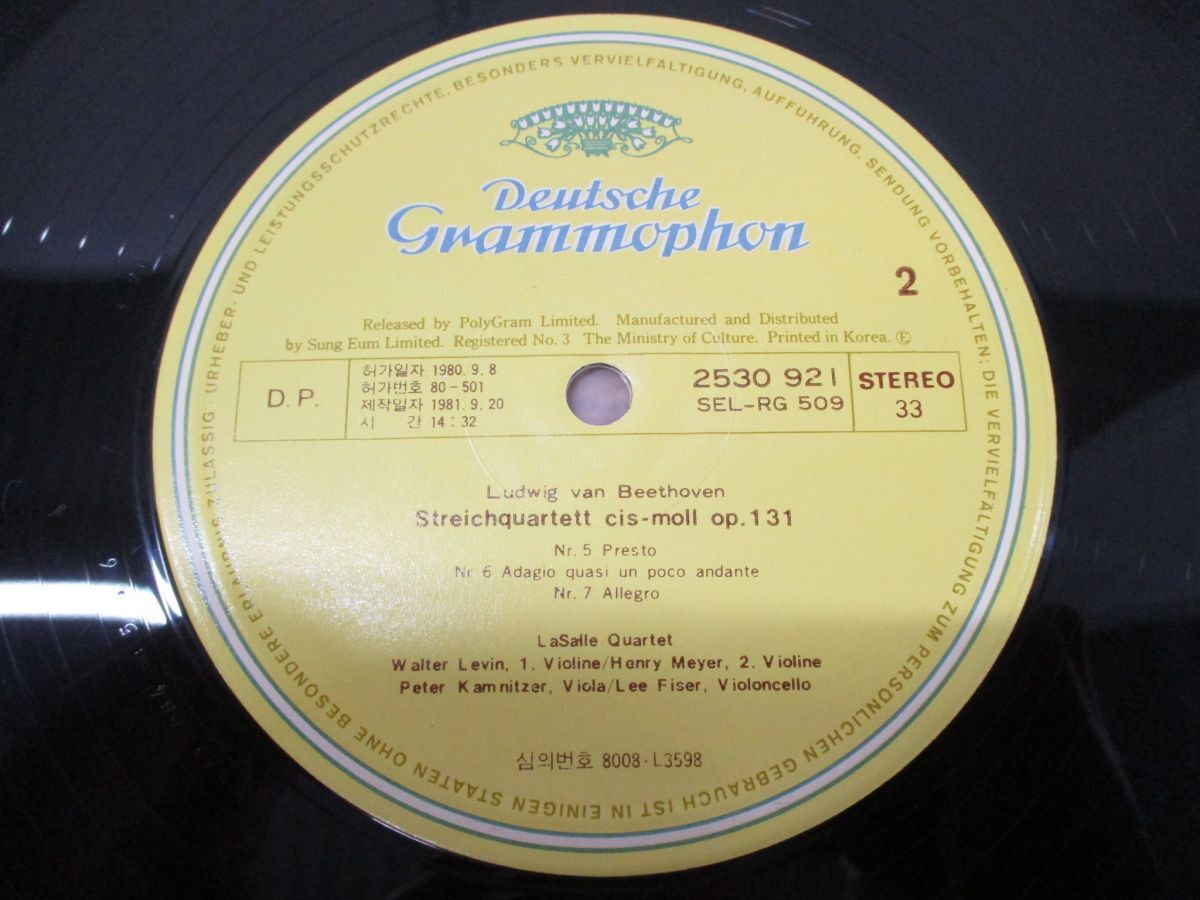 Deutsche
Grammophon
2
Released by PolyGram Limited. Manufactured and Distributed
by Sung Eum Limited. Registered No. 3 The Ministry of Culture. Printed in Korea. Ⓔ
D. P.
허가일자 1980. 9. 8
허가번호 80-501
제작일자 1981. 9. 20
시 간 14 : 32
2530 921
SEL-RG 509
STEREO
33
Ludwig van Beethoven
Streichquartett cis-moll op. 131
Nr. 5 Presto
Nr. 6 Adagio quasi un poco andante
Nr. 7 Allegro
LaSalle Quartet
Walter Levin, 1. Violine/Henry Meyer, 2. Violine
Peter Kamnitzer, Viola/Lee Fiser, Violoncello
심의번호 8008-L3598
URHEBER- UND LEISTUNGSSCHUTZRECHTE, BESONDERS VERVIELFÄLTIGUNG, AUFFÜHRUNG, SENDUNG VORBEHALTEN; DIE VERVIELFÄLTIGUNG ZUM PERSÖNLICHEN GEBRAUCH IST IN EINIGEN STAATEN OHNE BESONDERE ERLAUBNIS ZULÄSSIG ·